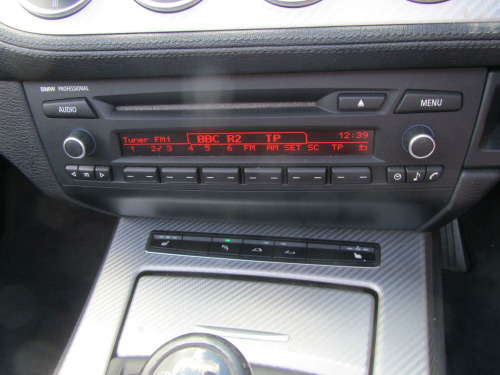 BMW PROFESSIONAL
AUDIO
MENU
Tuner FM1 BBC R2 TP 12:39
1 2/ 3 4 5 6 FM AM SET SC TP